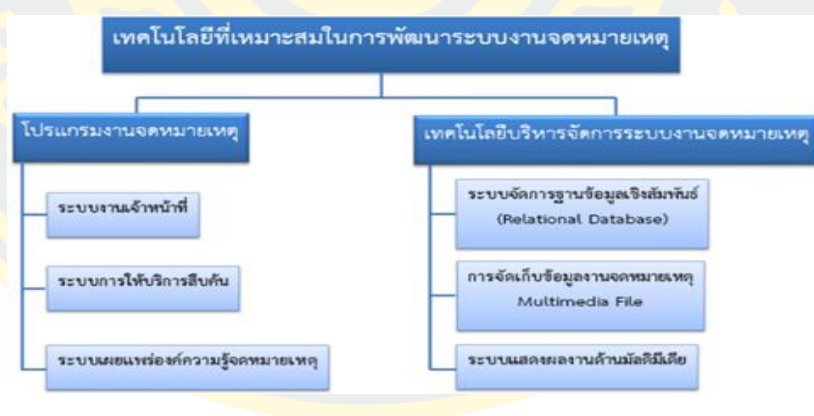 เทคโนโลยีที่เหมาะสมในการพัฒนาระบบงานจดหมายเหตุ
โปรแกรมงานจดหมายเหตุ
ระบบงานเจ้าหน้าที่
ระบบการให้บริการสืบค้น
ระบบเผยแพร่องค์ความรู้จดหมายเหตุ
เทคโนโลยีบริหารจัดการระบบงานจดหมายเหตุ
ระบบจัดการฐานข้อมูลเชิงสัมพันธ์
(Relational Database)
การจัดเก็บข้อมูลงานจดหมายเหตุ
Multimedia File
ระบบแสดงผลงานด้านมัลติมีเดีย